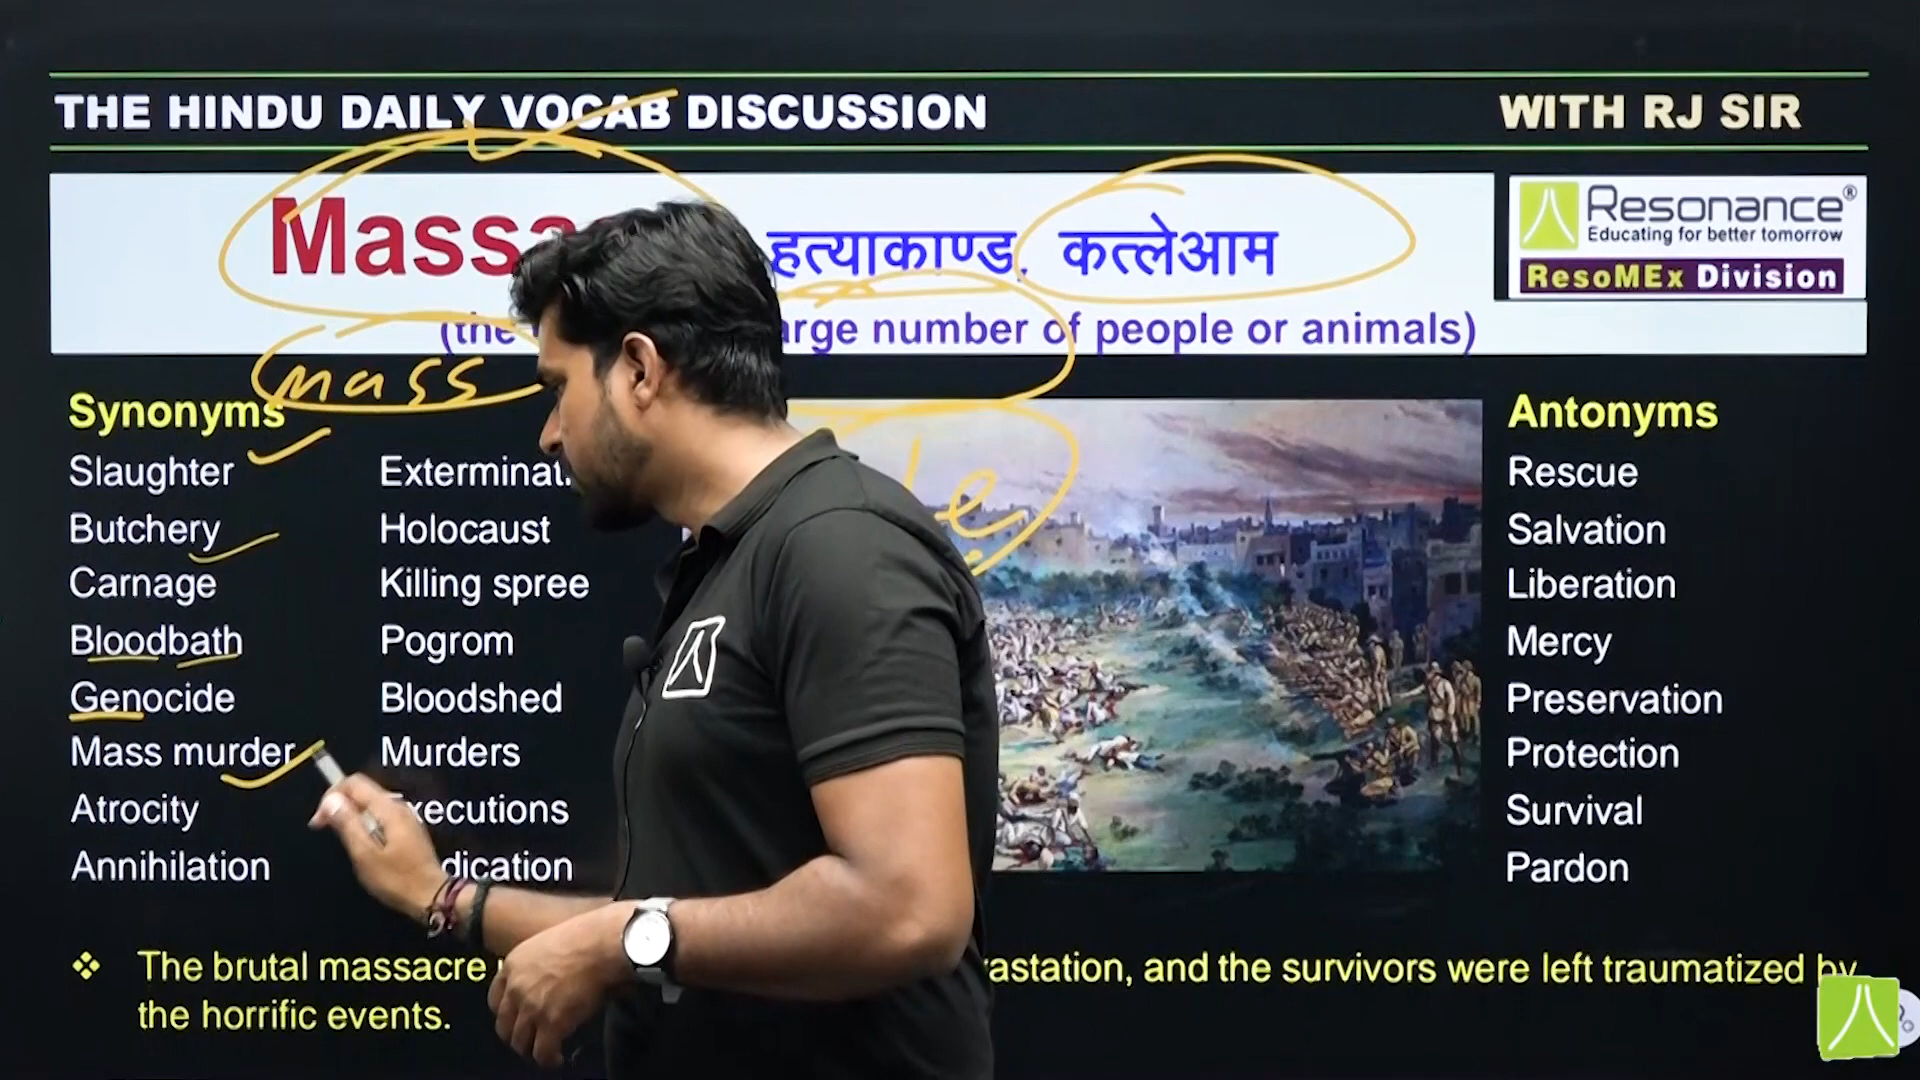 THE HINDU DAILY VOCAB DISCUSSION
WITH RJ SIR
हत्याकाण्ड, कत्लेआम
(the number of people or animals)
Resonance®
Educating for better tomorrow
ResoMEx Division
mass
Synonyms
Slaughter
Butchery
Carnage
Bloodbath
Genocide
Mass murder
Atrocity
Annihilation
Holocaust
Killing spree
Pogrom
Bloodshed
Murders
Executions
Antonyms
Rescue
Salvation
Liberation
Mercy
Preservation
Protection
Survival
Pardon
❖ The brutal massacre and the survivors were left traumatized by
the horrific events.